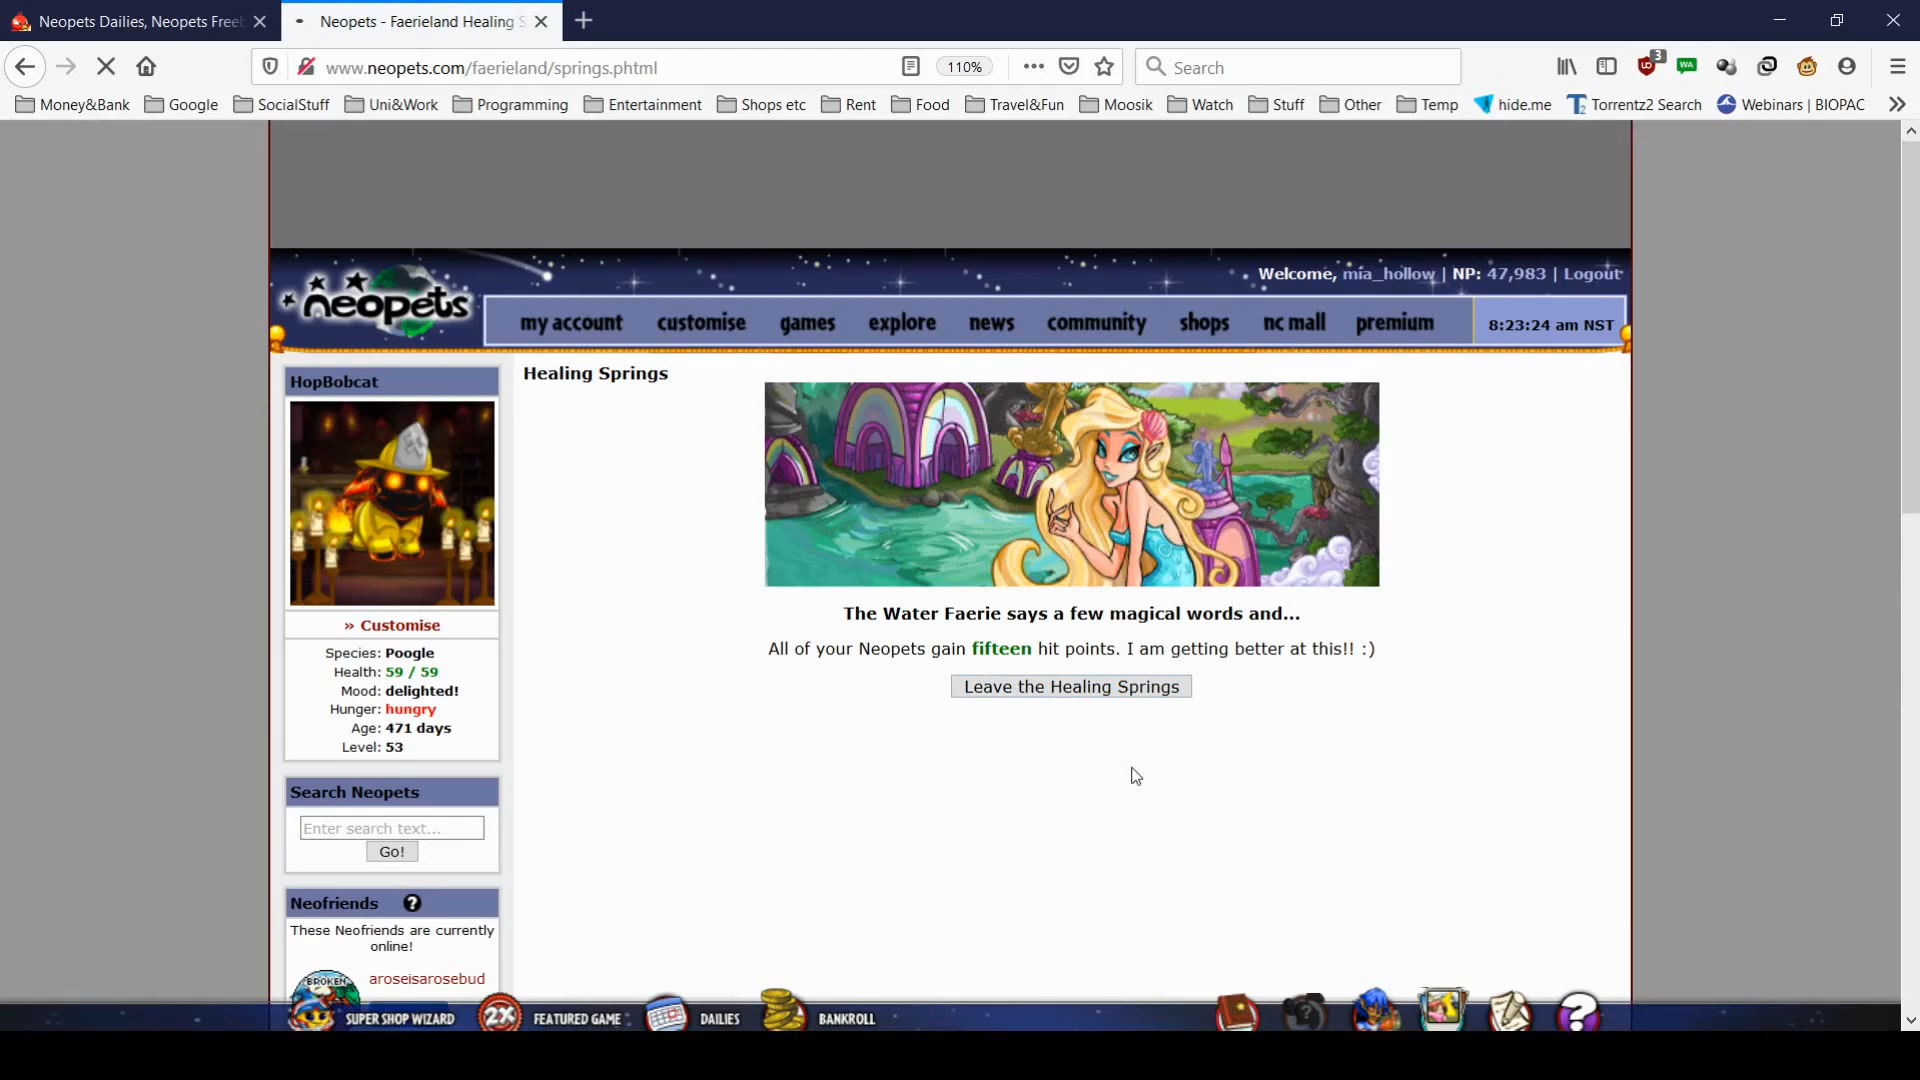 Neopets Dailies, Neopets Free
Neopets - Faerieland Healing S
www.neopets.com/faerieland/springs.phtml
110%
Search
3
Money&Bank
Google
SocialStuff
Uni&Work
Programming
Entertainment
Shops etc
Rent
Food
Travel&Fun
Moosik
Watch
Stuff
Other
Temp
hide.me
Torrentz2 Search
Webinars | BIOPAC
Welcome, mia_hollow | NP: 47,983 | Logout
neopets
my account
customise
games
explore
news
community
shops
nc mall
premium
8:23:24 am NST
HopBobcat
» Customise
Species: Poogle
Health: 59 / 59
Mood: delighted!
Hunger: hungry
Age: 471 days
Level: 53
Search Neopets
Enter search text...
Go!
Neofriends
These Neofriends are currently
online!
BROKEN
aroseisarosebud
Healing Springs
The Water Faerie says a few magical words and...
All of your Neopets gain fifteen hit points. I am getting better at this!! :)
Leave the Healing Springs
SUPER SHOP WIZARD
2X
FEATURED GAME
DAILIES
BANKROLL